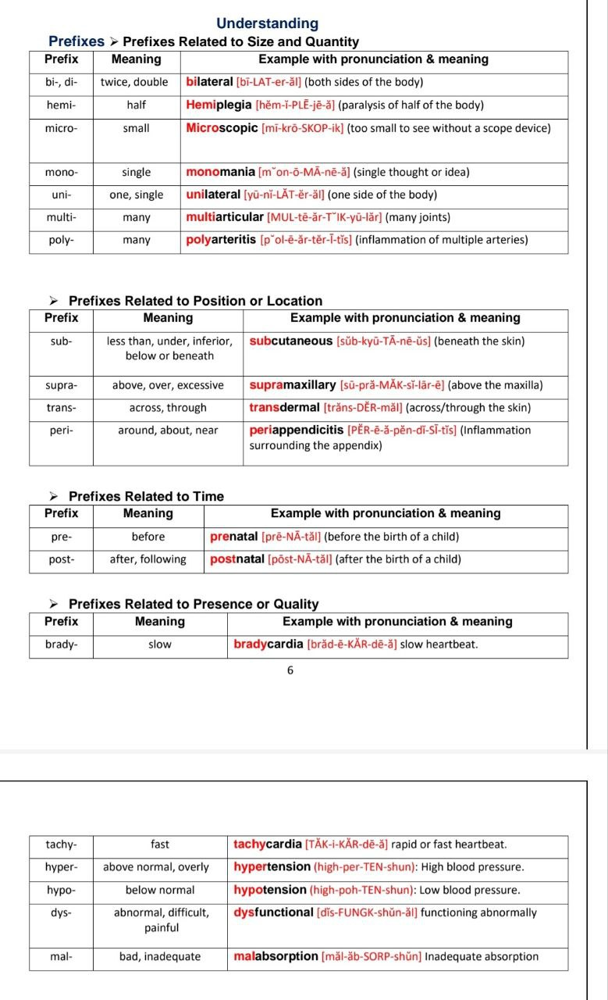 Understanding
Prefixes ➢ Prefixes Related to Size and Quantity
Prefix Meaning Example with pronunciation & meaning
bi-, di- twice, double bilateral [bī-LAT-er-ăl] (both sides of the body)
hemi- half Hemiplegia [hĕm-ĭ-PLĒ-jē-ă] (paralysis of half of the body)
micro- small Microscopic [mī-krō-SKOP-ik] (too small to see without a scope device)
mono- single monomania [m˘on-ō-MĀ-nē-ă] (single thought or idea)
uni- one, single unilateral [yū-nĭ-LĂT-ĕr-ăl] (one side of the body)
multi- many multiarticular [MUL-tē-ăr-T˘IK-yū-lăr] (many joints)
poly- many polyarteritis [p˘ol-ē-ăr-tĕr-Ī-tĭs] (inflammation of multiple arteries)
➢ Prefixes Related to Position or Location
Prefix Meaning Example with pronunciation & meaning
sub- less than, under, inferior, subcutaneous [sŭb-kyū-TĀ-nē-ŭs] (beneath the skin)
below or beneath
supra- above, over, excessive supramaxillary [sū-pră-MĂK-sĭ-lār-ē] (above the maxilla)
trans- across, through transdermal [trăns-DĔR-măl] (across/through the skin)
peri- around, about, near periappendicitis [PĔR-ē-ă-pĕn-dĭ-SĪ-tĭs] (Inflammation
surrounding the appendix)
➢ Prefixes Related to Time
Prefix Meaning Example with pronunciation & meaning
pre- before prenatal [prē-NĀ-tăl] (before the birth of a child)
post- after, following postnatal [pōst-NĀ-tăl] (after the birth of a child)
➢ Prefixes Related to Presence or Quality
Prefix Meaning Example with pronunciation & meaning
brady- slow bradycardia [brăd-ē-KĂR-dē-ă] slow heartbeat.
6
tachy- fast tachycardia [TĂK-i-KĂR-dē-ă] rapid or fast heartbeat.
hyper- above normal, overly hypertension (high-per-TEN-shun): High blood pressure.
hypo- below normal hypotension (high-poh-TEN-shun): Low blood pressure.
dys- abnormal, difficult, dysfunctional [dĭs-FUNGK-shŭn-ăl] functioning abnormally
painful
mal- bad, inadequate malabsorption [măl-ăb-SORP-shŭn] Inadequate absorption